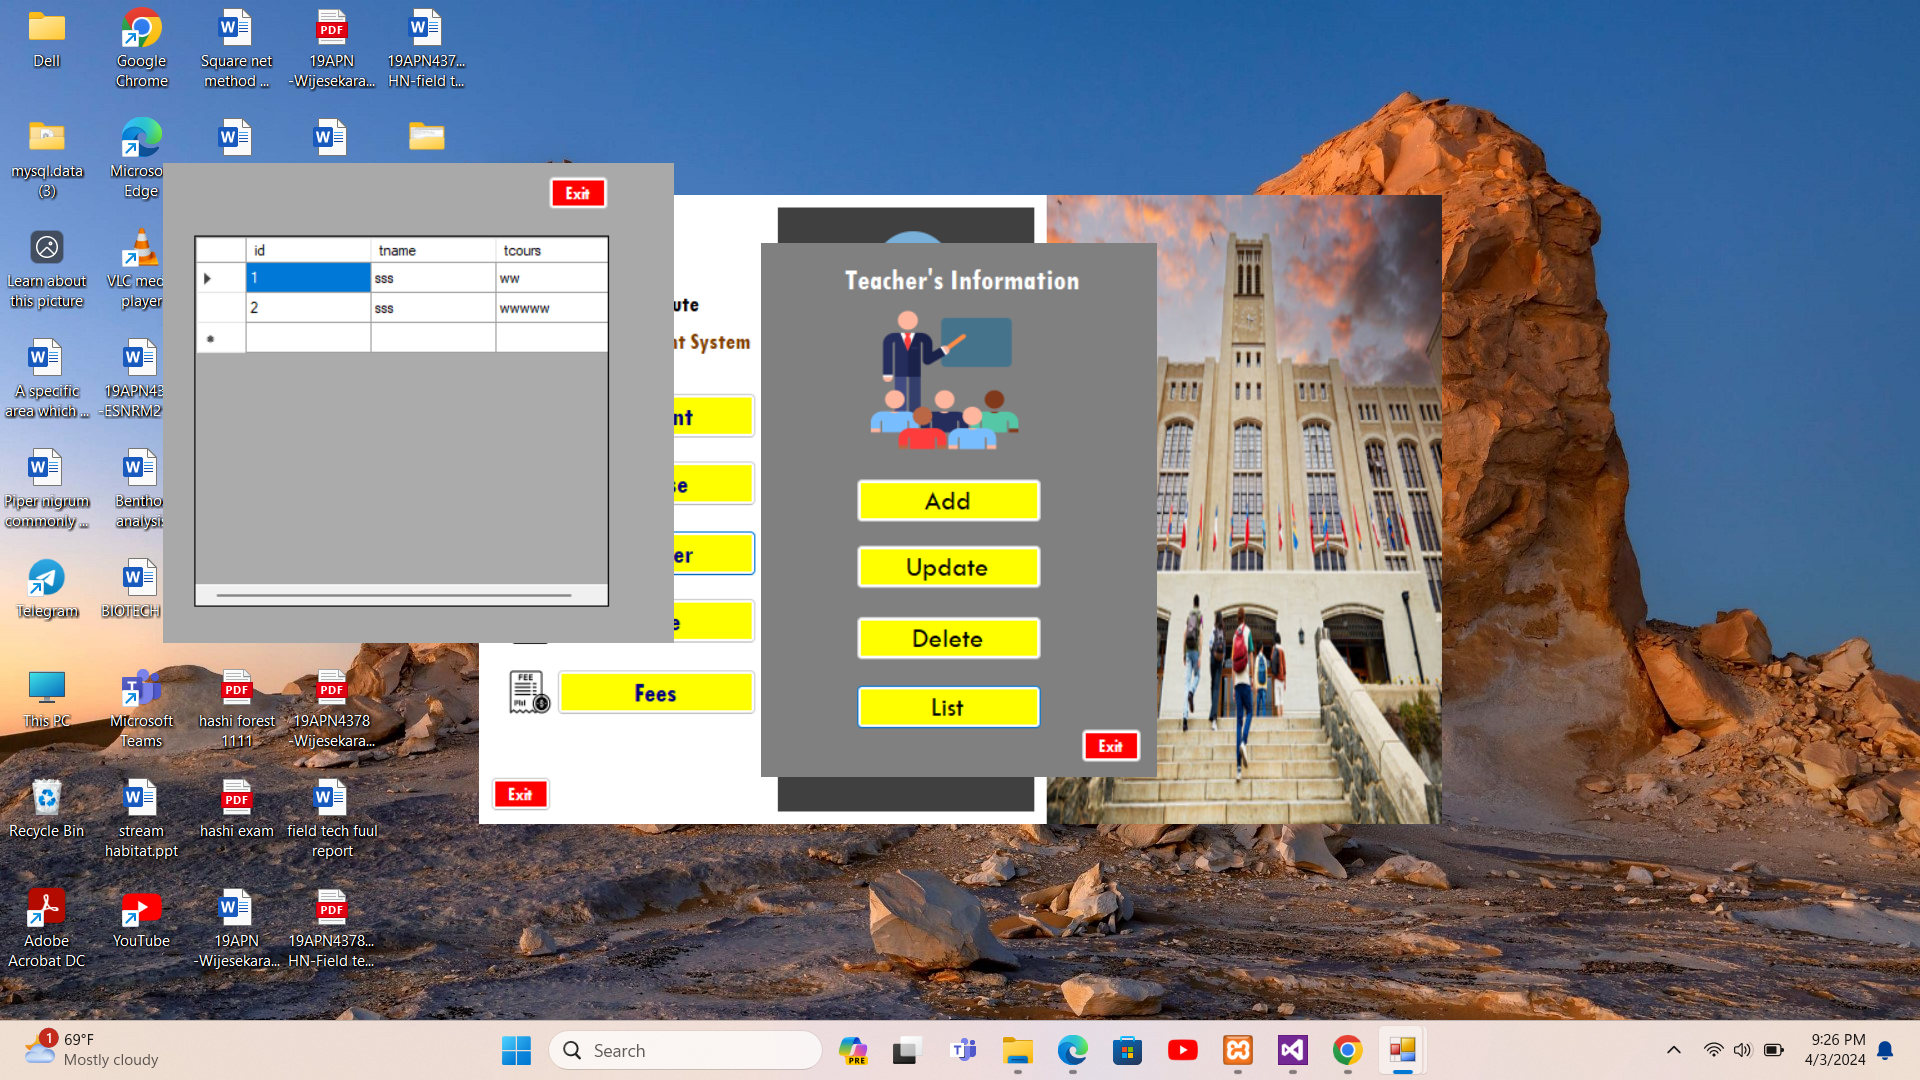 Dell
Google
Chrome
Square net
method ...
19APN
-Wijesekara...
19APN437...
HN-field t...
mysql.data
(3)
Microso
Edge
Learn about
this picture
VLC med
player
A specific
area which ...
19APN43
-ESNRM2
Piper nigrum
commonly ...
Bentho
analysis
Telegram
BIOTECH
This PC
Microsoft
Teams
hashi forest
1111
19APN4378
-Wijesekara...
Recycle Bin
stream
habitat.ppt
hashi exam
field tech fuul
report
Adobe
Acrobat DC
YouTube
19APN
-Wijesekara...
19APN4378...
HN-Field te...
Exit
id tname tcours
1 sss ww
2 sss wwwww
ute
nt System
nt
se
er
e
FEE
Fees
Exit
Teacher's Information
Add
Update
Delete
List
Exit
1
69°F
Mostly cloudy
Search
PRE
9:26 PM
4/3/2024